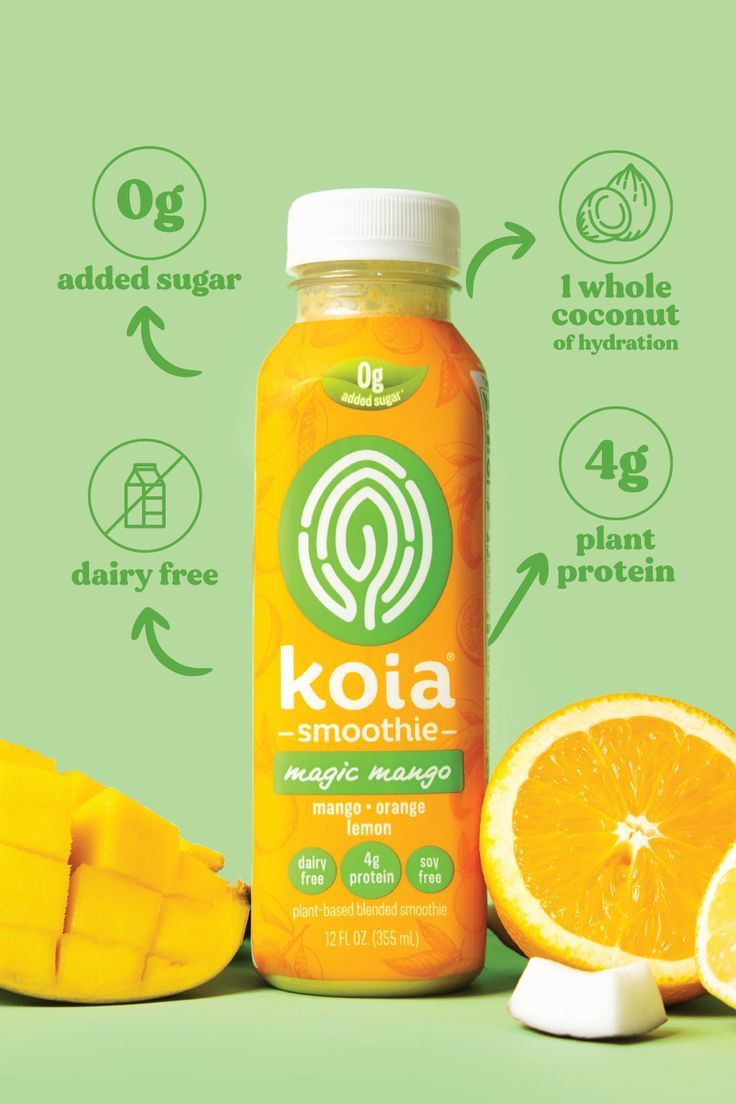 0g
added sugar
1 whole
coconut
of hydration
dairy free
4g
plant
protein
0g
added sugar*
koia®
smoothie
magic mango
mango • orange
lemon
dairy
free
4g
protein
soy
free
plant-based blended smoothie
12 FL OZ. (355 mL)